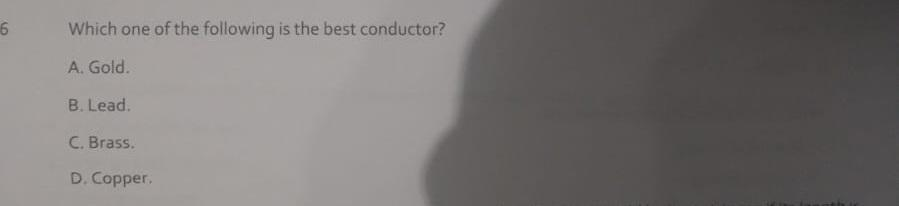 6 Which one of the following is the best conductor?
A. Gold.
B. Lead.
C. Brass.
D. Copper.